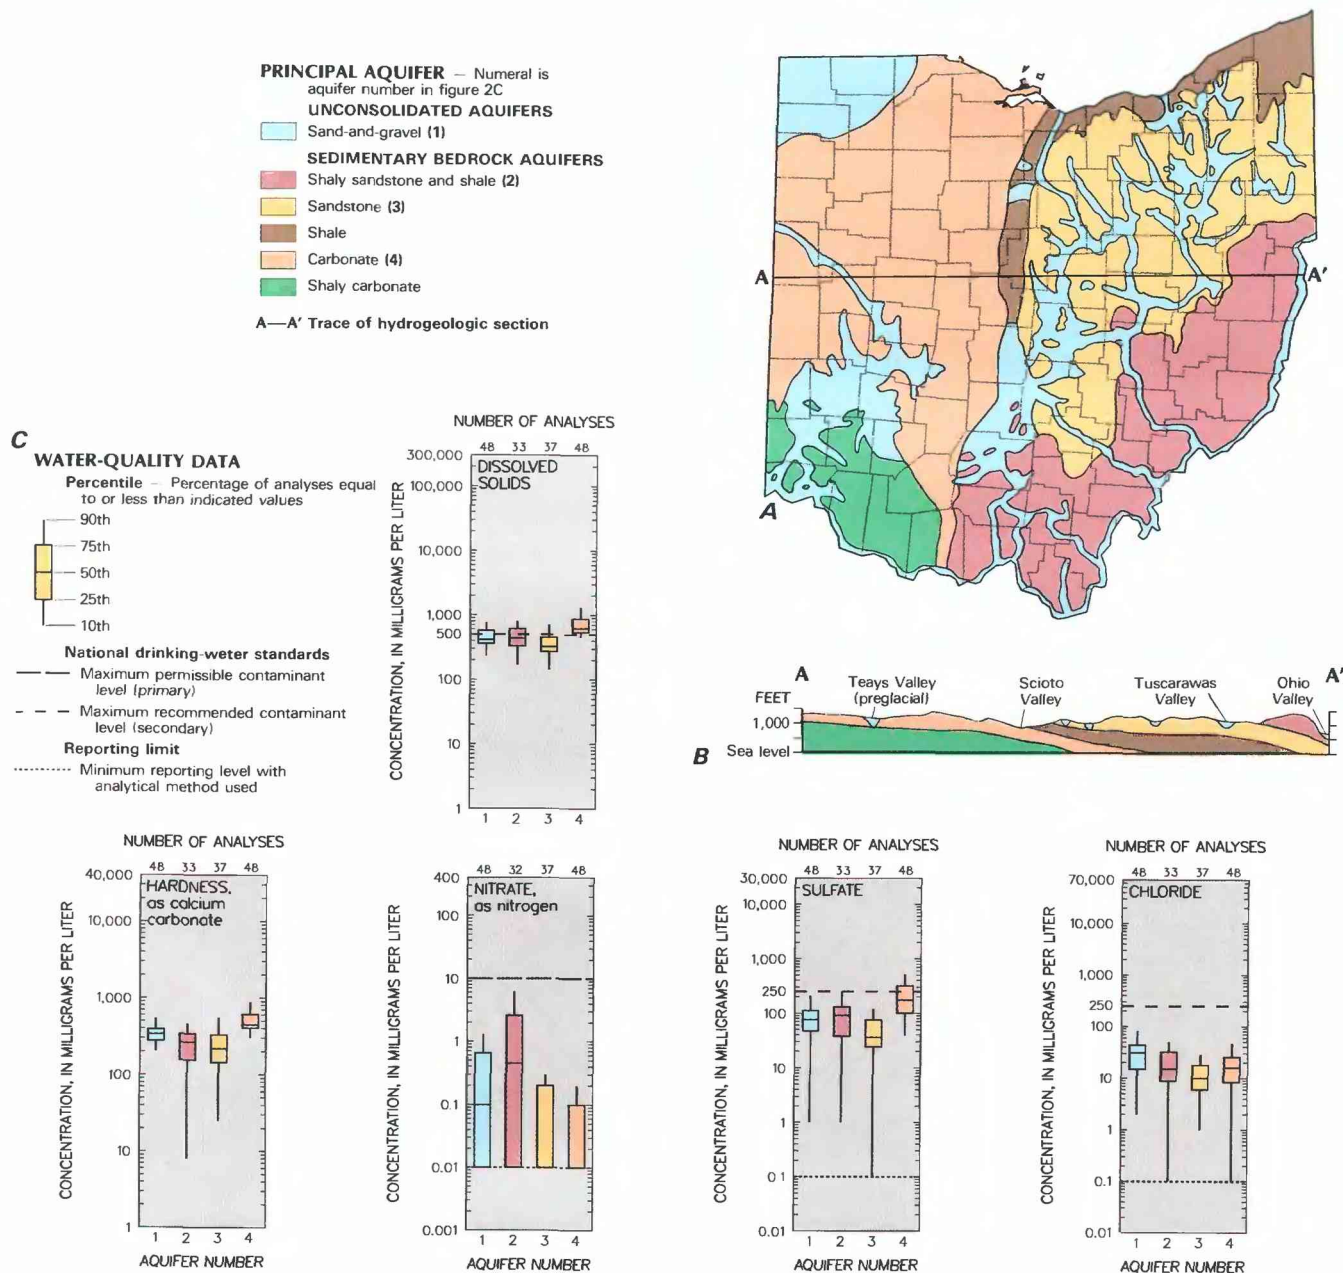 PRINCIPAL AQUIFER – Numeral is
aquifer number in figure 2C
UNCONSOLIDATED AQUIFERS
Sand-and-gravel (1)
SEDIMENTARY BEDROCK AQUIFERS
Shaly sandstone and shale (2)
Sandstone (3)
Shale
Carbonate (4)
Shaly carbonate
A—A' Trace of hydrogeologic section
A
A'
A
C
WATER-QUALITY DATA
Percentile – Percentage of analyses equal
to or less than indicated values
90th
75th
50th
25th
10th
National drinking-water standards
Maximum permissible contaminant
level (primary)
Maximum recommended contaminant
level (secondary)
Reporting limit
Minimum reporting level with
analytical method used
NUMBER OF ANALYSES
48 33 37 48
DISSOLVED
SOLIDS
CONCENTRATION, IN MILLIGRAMS PER LITER
300,000
100,000
10,000
1,000
500
100
10
1
1 2 3 4
B
A
A'
FEET
1,000
Sea level
Teays Valley
(preglacial)
Scioto
Valley
Tuscarawas
Valley
Ohio
Valley
NUMBER OF ANALYSES
48 33 37 48
HARDNESS,
as calcium
carbonate
CONCENTRATION, IN MILLIGRAMS PER LITER
40,000
10,000
1,000
100
10
1
1 2 3 4
AQUIFER NUMBER
NUMBER OF ANALYSES
48 32 37 48
NITRATE,
as nitrogen
CONCENTRATION, IN MILLIGRAMS PER LITER
400
100
10
1
0.1
0.01
0.001
1 2 3 4
AQUIFER NUMBER
NUMBER OF ANALYSES
48 33 37 48
SULFATE
CONCENTRATION, IN MILLIGRAMS PER LITER
30,000
10,000
1,000
250
100
10
1
0.1
0.01
1 2 3 4
AQUIFER NUMBER
NUMBER OF ANALYSES
48 33 37 48
CHLORIDE
CONCENTRATION, IN MILLIGRAMS PER LITER
70,000
10,000
1,000
250
100
10
1
0.1
0.01
1 2 3 4
AQUIFER NUMBER